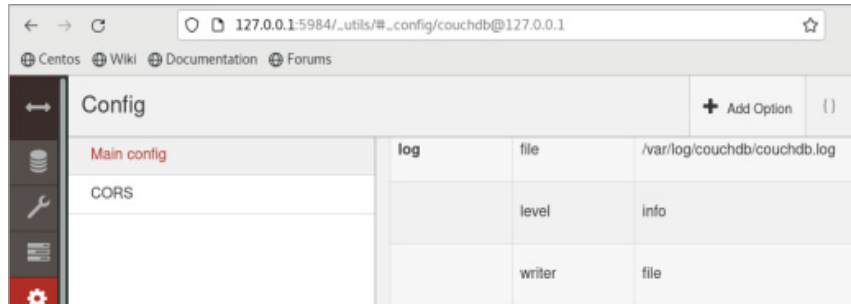 127.0.0.1:5984/_utils/#_config/couchdb@127.0.0.1
Centos Wiki Documentation Forums
Config
Add Option {}
Main config
CORS
log file /var/log/couchdb/couchdb.log
level info
writer file